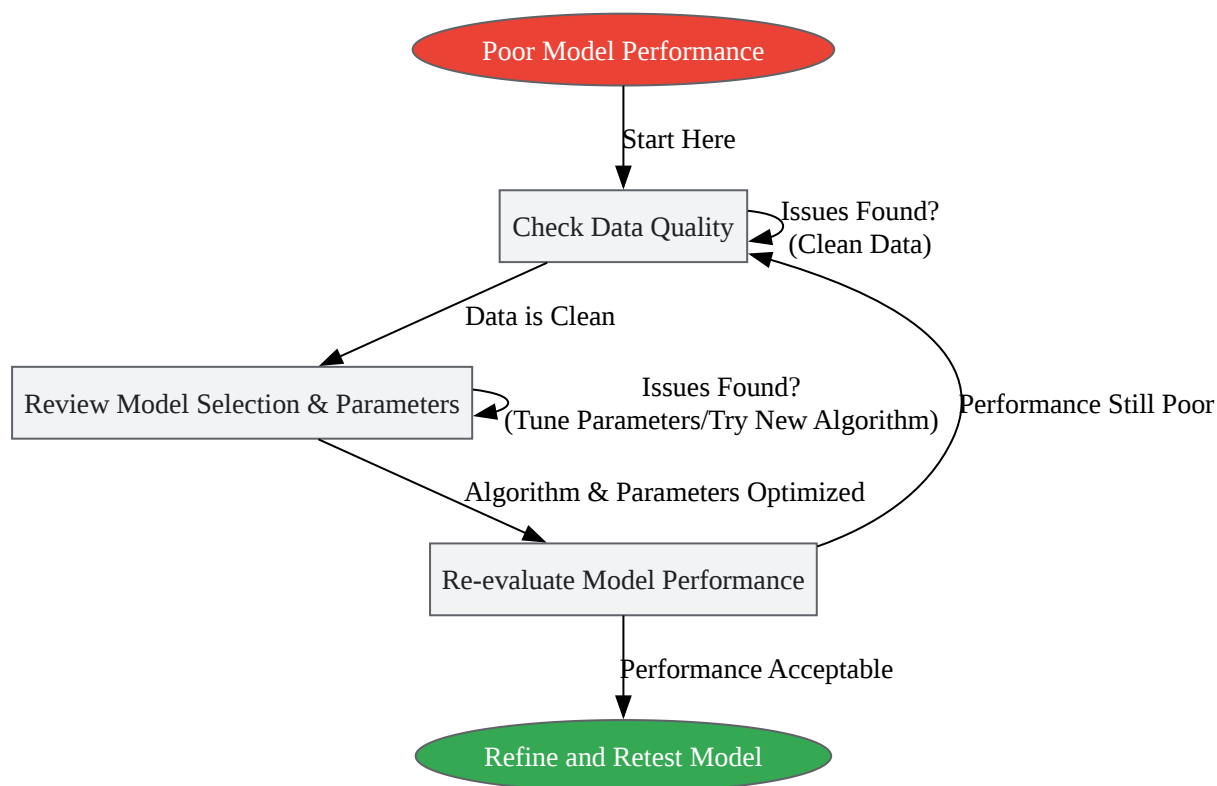 Poor Model Performance
Start Here
Check Data Quality
Issues Found?
(Clean Data)
Data is Clean
Review Model Selection & Parameters
Issues Found?
(Tune Parameters/Try New Algorithm)
Performance Still Poor
Algorithm & Parameters Optimized
Re-evaluate Model Performance
Performance Acceptable
Refine and Retest Model